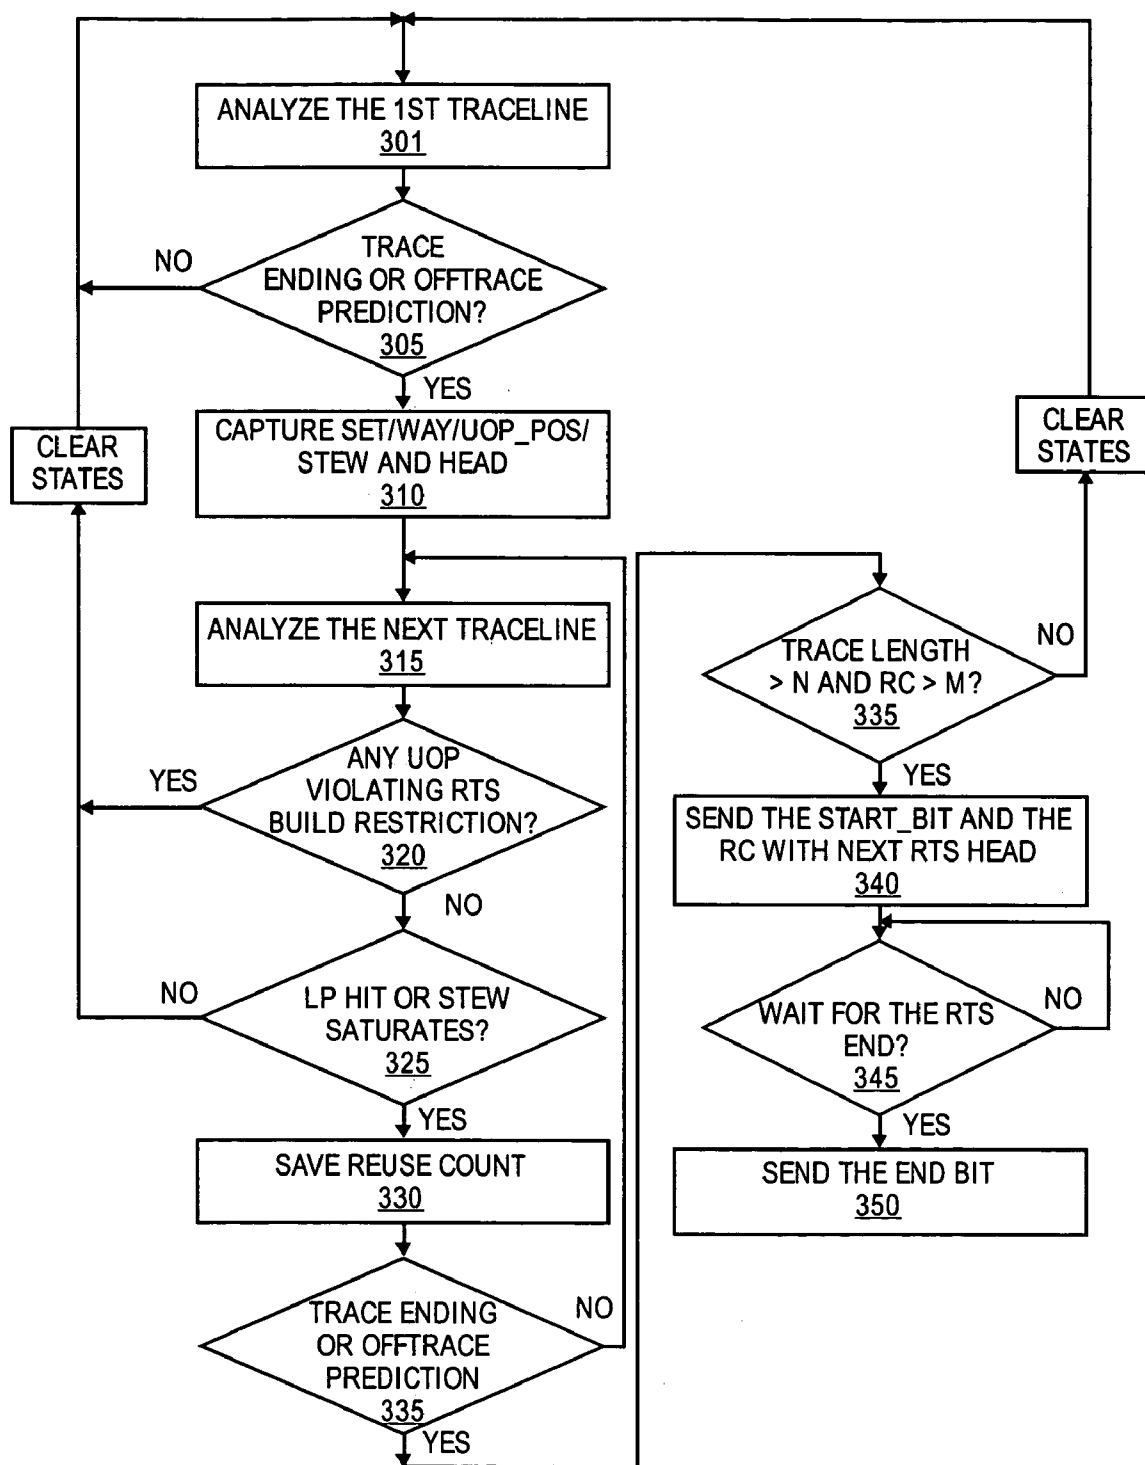 ANALYZE THE 1ST TRACELINE
301
TRACE
ENDING OR OFFTRACE
PREDICTION?
305
NO
YES
CAPTURE SET/WAY/UOP_POS/
STEW AND HEAD
310
CLEAR
STATES
ANALYZE THE NEXT TRACELINE
315
ANY UOP
VIOLATING RTS
BUILD RESTRICTION?
320
YES
NO
LP HIT OR STEW
SATURATES?
325
NO
YES
SAVE REUSE COUNT
330
TRACE ENDING
OR OFFTRACE
PREDICTION
335
NO
YES
CLEAR
STATES
TRACE LENGTH
> N AND RC > M?
335
NO
YES
SEND THE START_BIT AND THE
RC WITH NEXT RTS HEAD
340
WAIT FOR THE RTS
END?
345
NO
YES
SEND THE END BIT
350